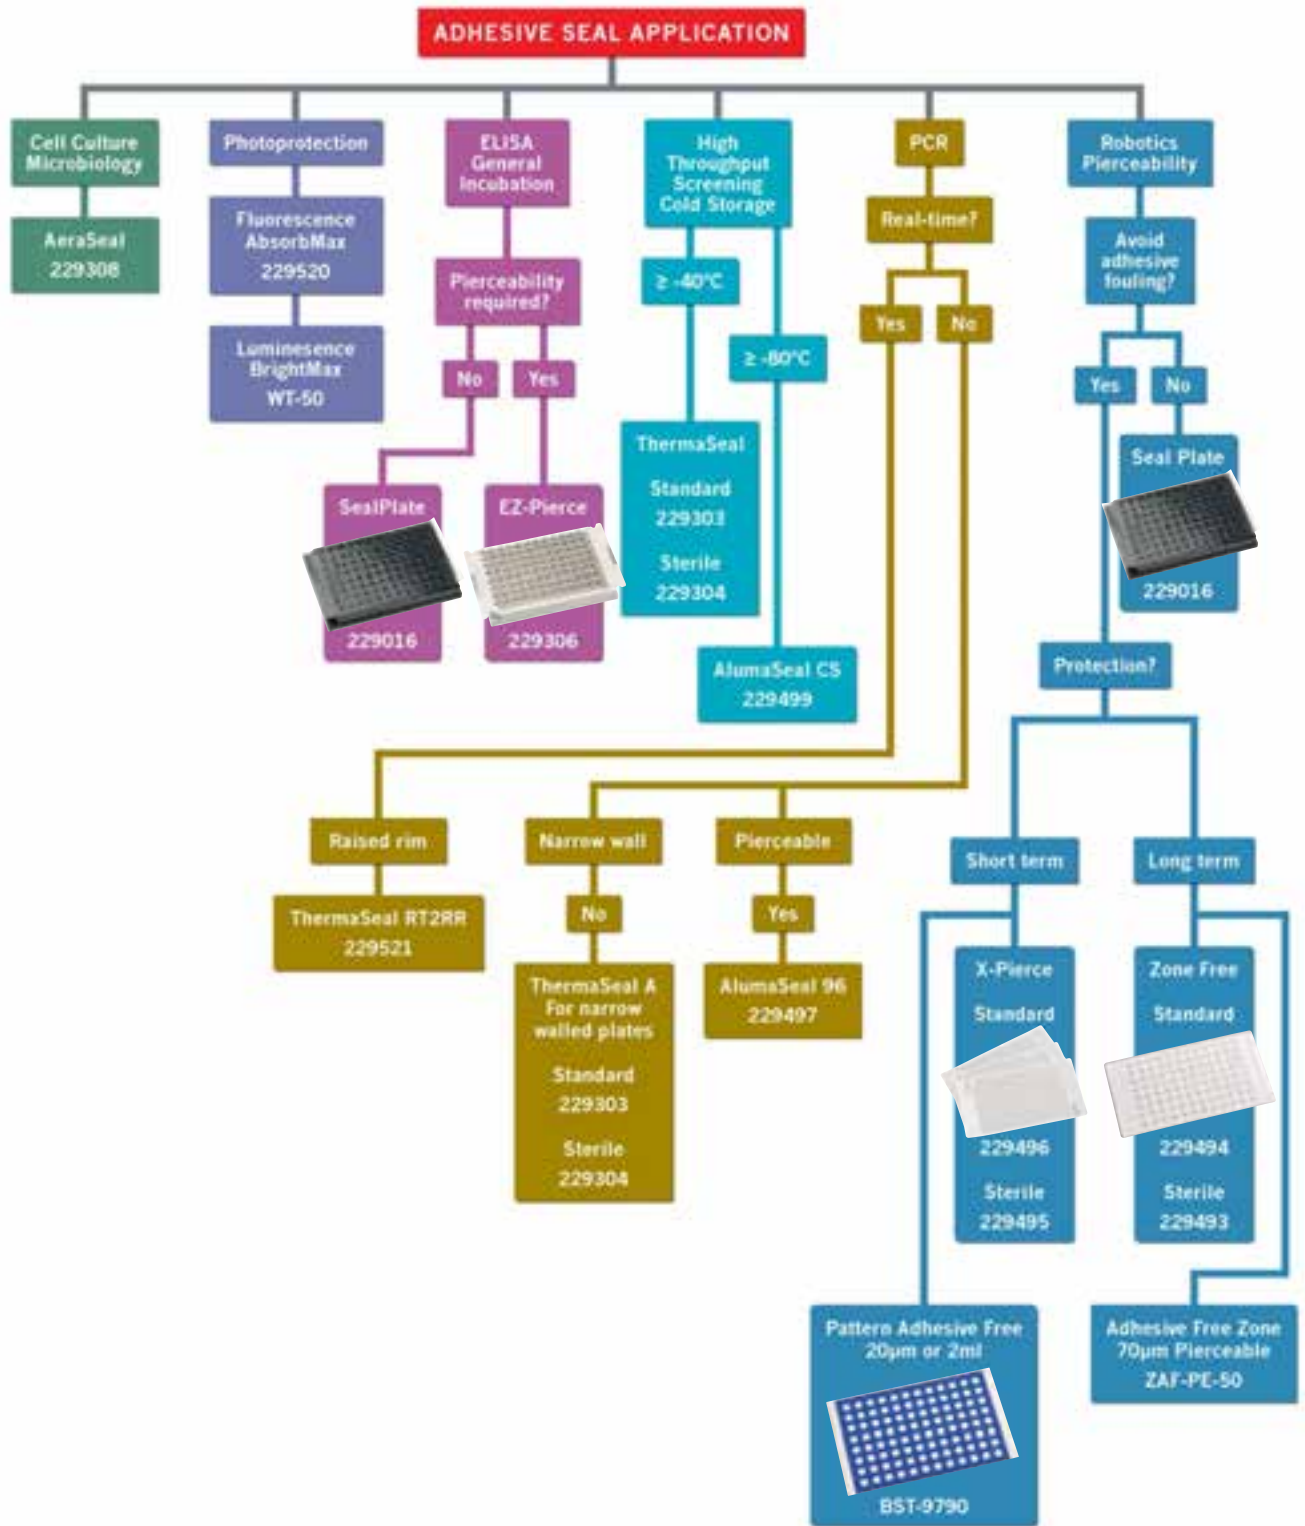 ADHESIVE SEAL APPLICATION
Cell Culture
Microbiology
AeraSeal
229308
Photoprotection
Fluorescence
AbsorbMax
229520
Luminesence
BrightMax
WT-50
ELISA
General
Incubation
Pierceability
required?
No
Yes
SealPlate
229016
EZ-Pierce
229306
High
Throughput
Screening
Cold Storage
≥ -40°C
≥ -80°C
ThermaSeal
Standard
229303
Sterile
229304
AlumaSeal CS
229499
PCR
Real-time?
Yes
No
Raised rim
ThermaSeal RT2RR
229521
Narrow wall
No
ThermaSeal A
For narrow
walled plates
Standard
229303
Sterile
229304
Pierceable
Yes
AlumaSeal 96
229497
Robotics
Pierceability
Avoid
adhesive
fouling?
Yes
No
Seal Plate
229016
Protection?
Short term
Long term
X-Pierce
Standard
229496
Sterile
229495
Zone Free
Standard
229494
Sterile
229493
Pattern Adhesive Free
20µm or 2ml
BST-9790
Adhesive Free Zone
70µm Pierceable
ZAF-PE-50